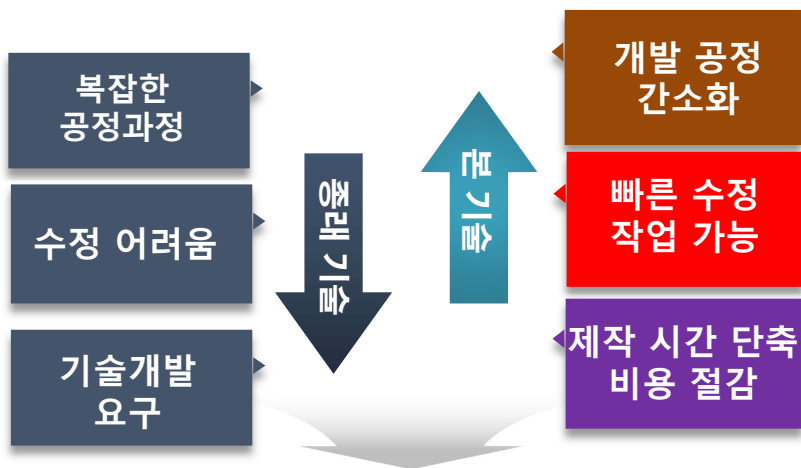 복잡한
공정과정
수정 어려움
기술개발
요구
종래 기술
본 기술
개발 공정
간소화
빠른 수정
작업 가능
제작 시간 단축
비용 절감